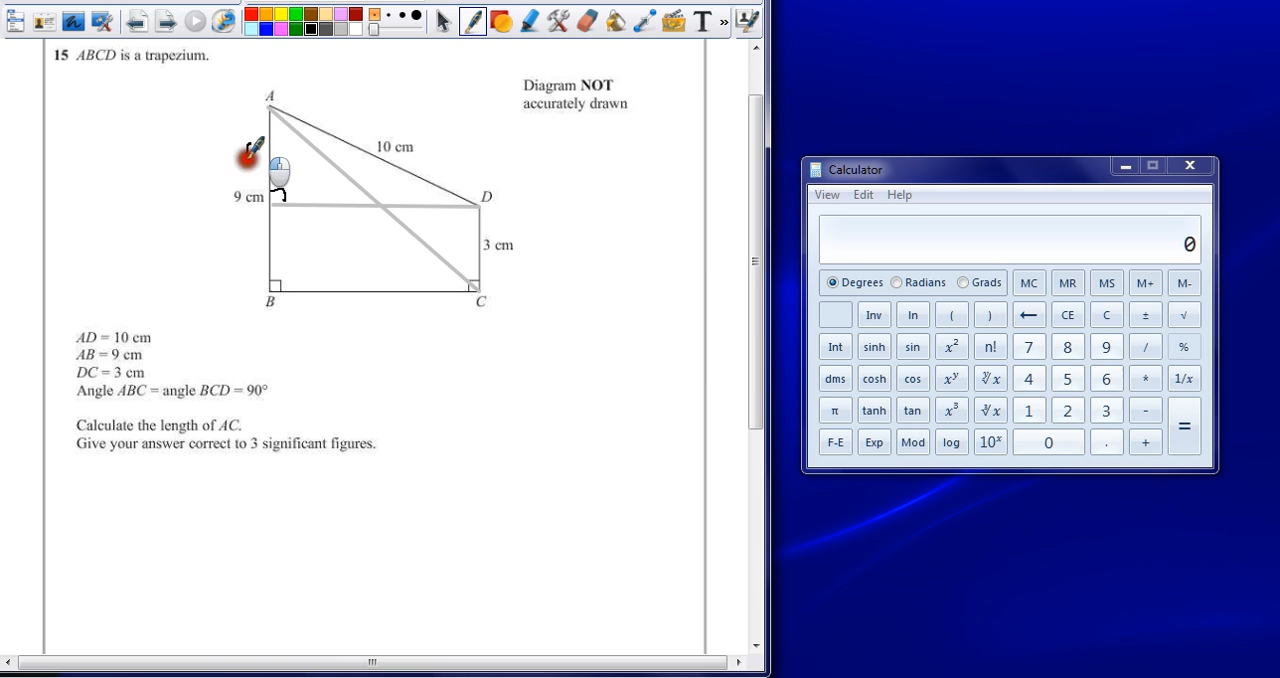 15 ABCD is a trapezium.
Diagram NOT
accurately drawn
A
10 cm
9 cm
D
3 cm
B
C
AD = 10 cm
AB = 9 cm
DC = 3 cm
Angle ABC = angle BCD = 90°
Calculate the length of AC.
Give your answer correct to 3 significant figures.
T »
Calculator
View Edit Help
0
Degrees Radians Grads MC MR MS M+ M-
Inv ln ( ) ← CE C ± √
Int sinh sin x² n! 7 8 9 / %
dms cosh cos xʸ ʸ√x 4 5 6 * 1/x
π tanh tan x³ ³√x 1 2 3 - =
F-E Exp Mod log 10ˣ 0 . +